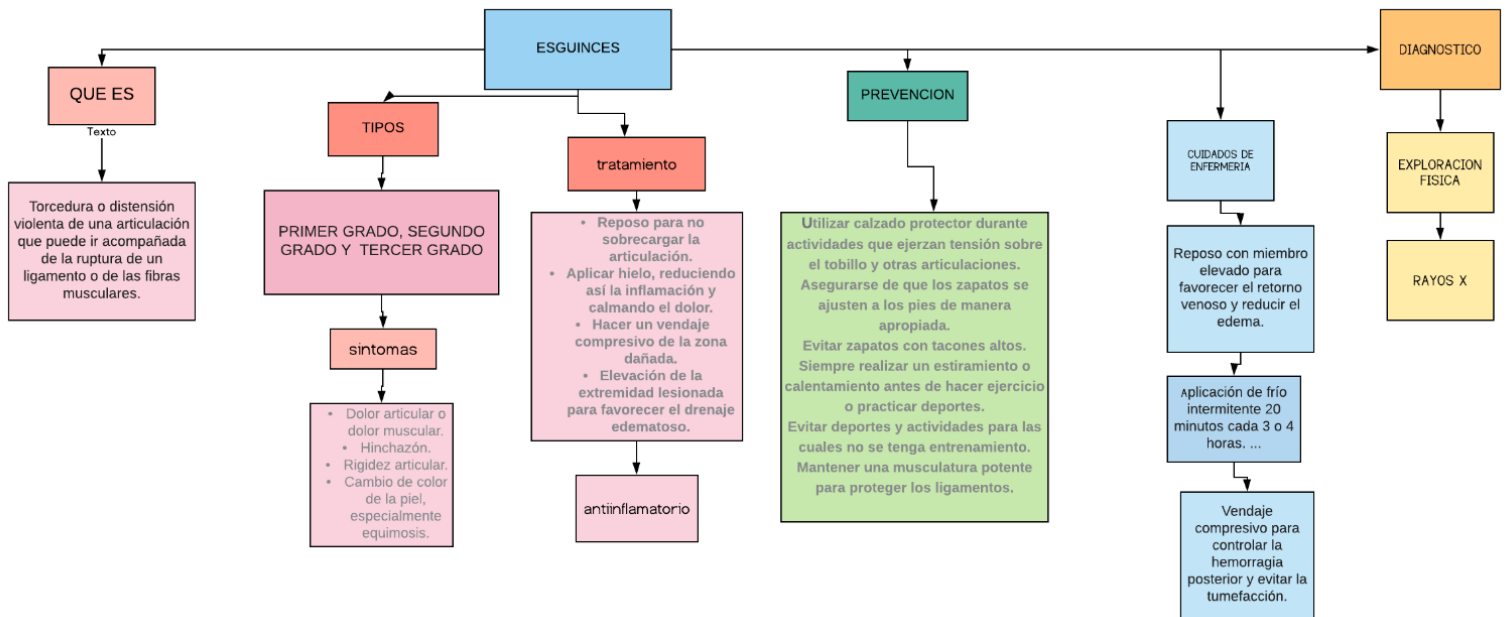 ESGUINCES
QUE ES
Texto
Torcedura o distensión
violenta de una articulación
que puede ir acompañada
de la ruptura de un
ligamento o de las fibras
musculares.
TIPOS
PRIMER GRADO, SEGUNDO
GRADO Y TERCER GRADO
sintomas
• Dolor articular o
dolor muscular.
• Hinchazón.
• Rigidez articular.
• Cambio de color
de la piel,
especialmente
equimosis.
tratamiento
• Reposo para no
sobrecargar la
articulación.
• Aplicar hielo, reduciendo
así la inflamación y
calmando el dolor.
• Hacer un vendaje
compresivo de la zona
dañada.
• Elevación de la
extremidad lesionada
para favorecer el drenaje
edematoso.
antiinflamatorio
PREVENCION
Utilizar calzado protector durante
actividades que ejerzan tensión sobre
el tobillo y otras articulaciones.
Asegurarse de que los zapatos se
ajusten a los pies de manera
apropiada.
Evitar zapatos con tacones altos.
Siempre realizar un estiramiento o
calentamiento antes de hacer ejercicio
o practicar deportes.
Evitar deportes y actividades para las
cuales no se tenga entrenamiento.
Mantener una musculatura potente
para proteger los ligamentos.
CUIDADOS DE
ENFERMERIA
Reposo con miembro
elevado para
favorecer el retorno
venoso y reducir el
edema.
Aplicación de frío
intermitente 20
minutos cada 3 o 4
horas. ...
Vendaje
compresivo para
controlar la
hemorragia
posterior y evitar la
tumefacción.
DIAGNOSTICO
EXPLORACION
FISICA
RAYOS X